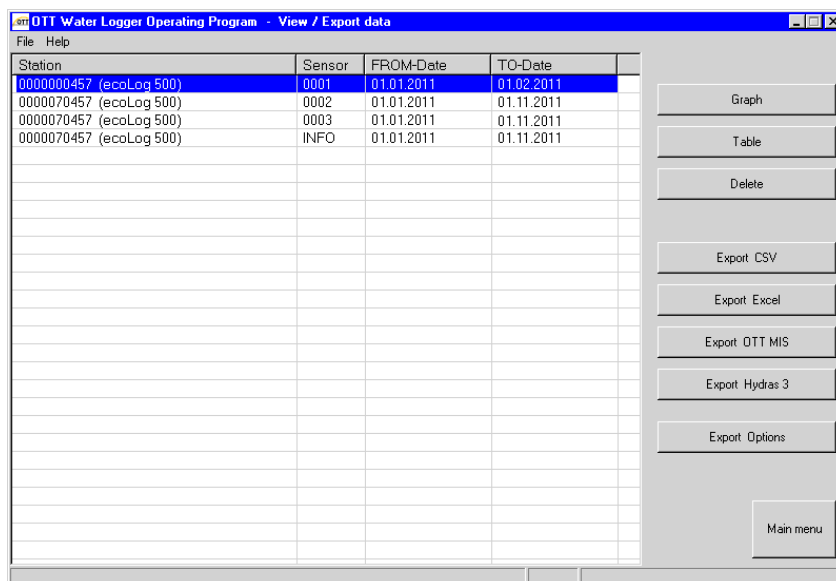 OTT OTT Water Logger Operating Program - View / Export data
File Help
Station Sensor FROM-Date TO-Date
0000000457 (ecoLog 500) 0001 01.01.2011 01.02.2011
0000070457 (ecoLog 500) 0002 01.01.2011 01.11.2011
0000070457 (ecoLog 500) 0003 01.01.2011 01.11.2011
0000070457 (ecoLog 500) INFO 01.01.2011 01.11.2011
Graph
Table
Delete
Export CSV
Export Excel
Export OTT MIS
Export Hydras 3
Export Options
Main menu